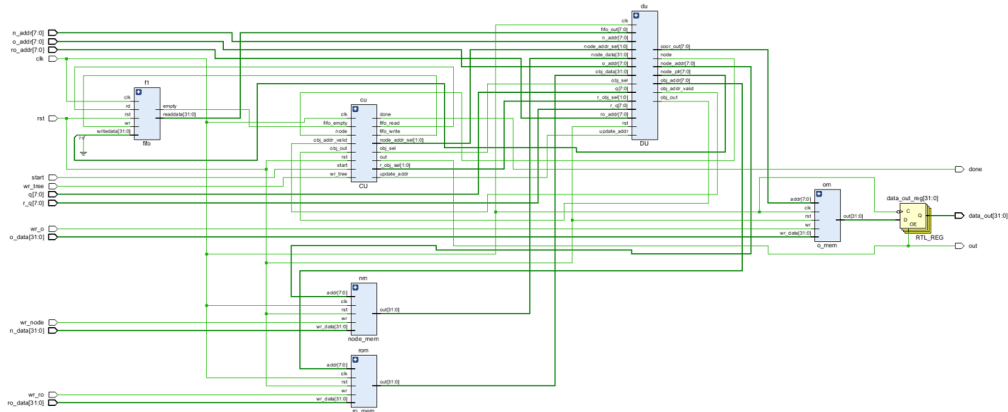 n_addr[7:0]
o_addr[7:0]
ro_addr[7:0]
clk
rst
start
wr_tree
q[7:0]
r_q[7:0]
wr_o
o_data[31:0]
wr_node
n_data[31:0]
wr_ro
ro_data[31:0]
f1
clk
rd
rst
wr
writedata[31:0]
empty
readdata[31:0]
fifo
cu
clk
fifo_empty
node
obj_addr_valid
obj_out
rst
start
wr_tree
done
fifo_read
fifo_write
node_addr_sel[1:0]
obj_sel
out
r_obj_sel[1:0]
update_addr
CU
du
clk
fifo_out[7:0]
n_addr[7:0]
node_addr_sel[1:0]
node_data[31:0]
o_addr[7:0]
obj_data[31:0]
obj_sel
q[7:0]
r_obj_sel[1:0]
r_q[7:0]
ro_addr[7:0]
rst
update_addr
node
node_addr[7:0]
node_ptr[7:0]
obj_addr[7:0]
obj_addr_valid
obj_out
DU
nm
addr[7:0]
clk
rst
wr
wr_data[31:0]
out[31:0]
node_mem
rom
addr[7:0]
clk
rst
wr
wr_data[31:0]
out[31:0]
ro_mem
om
addr[7:0]
clk
rst
wr
wr_data[31:0]
out[31:0]
o_mem
data_out_reg[31:0]
C
D
CE
Q
RTL_REG
done
data_out[31:0]
out